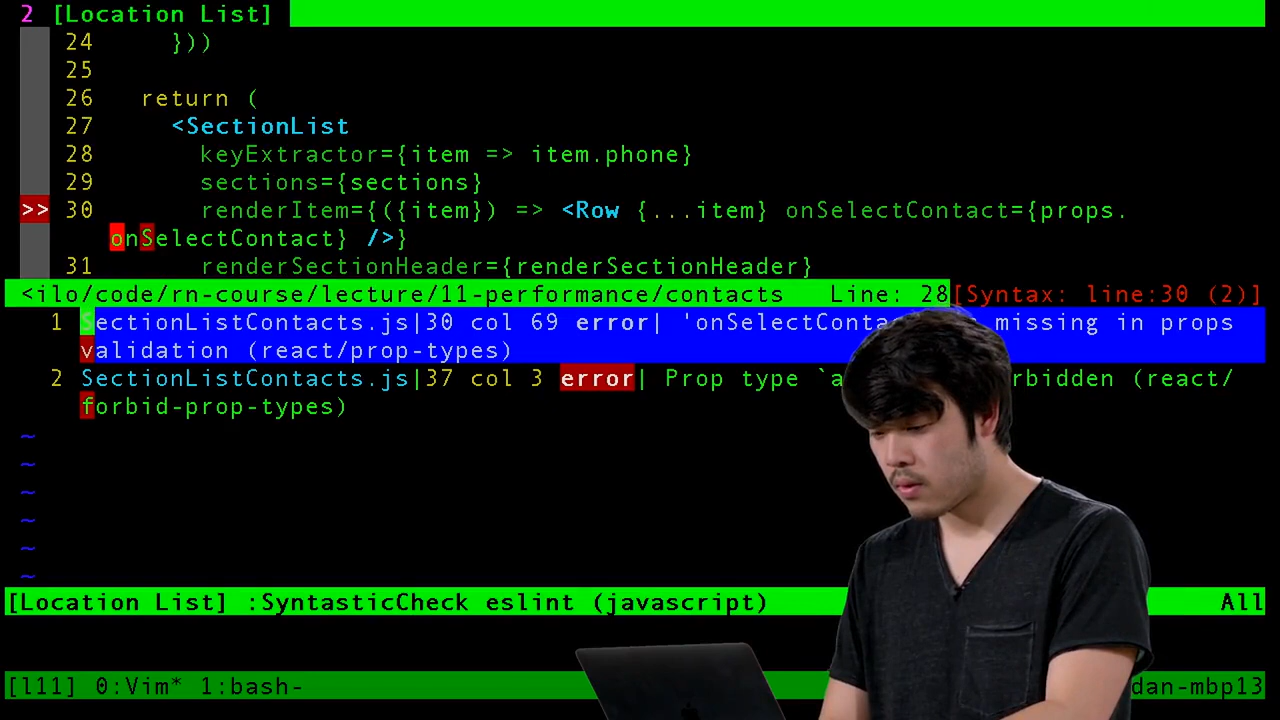 2 [Location List]
24 }))
25
26 return (
27 <SectionList
28 keyExtractor={item => item.phone}
29 sections={sections}
>> 30 renderItem={({item}) => <Row {...item} onSelectContact={props.
onSelectContact} />}
31 renderSectionHeader={renderSectionHeader}
<ilo/code/rn-course/lecture/11-performance/contacts Line: 28[Syntax: line:30 (2)]
1 SectionListContacts.js|30 col 69 error| 'onSelectConta missing in props
validation (react/prop-types)
2 SectionListContacts.js|37 col 3 error| Prop type `a rbidden (react/
forbid-prop-types)
~
~
~
~
~
~
[Location List] :SyntasticCheck eslint (javascript) All
[l11] 0:Vim* 1:bash- dan-mbp13